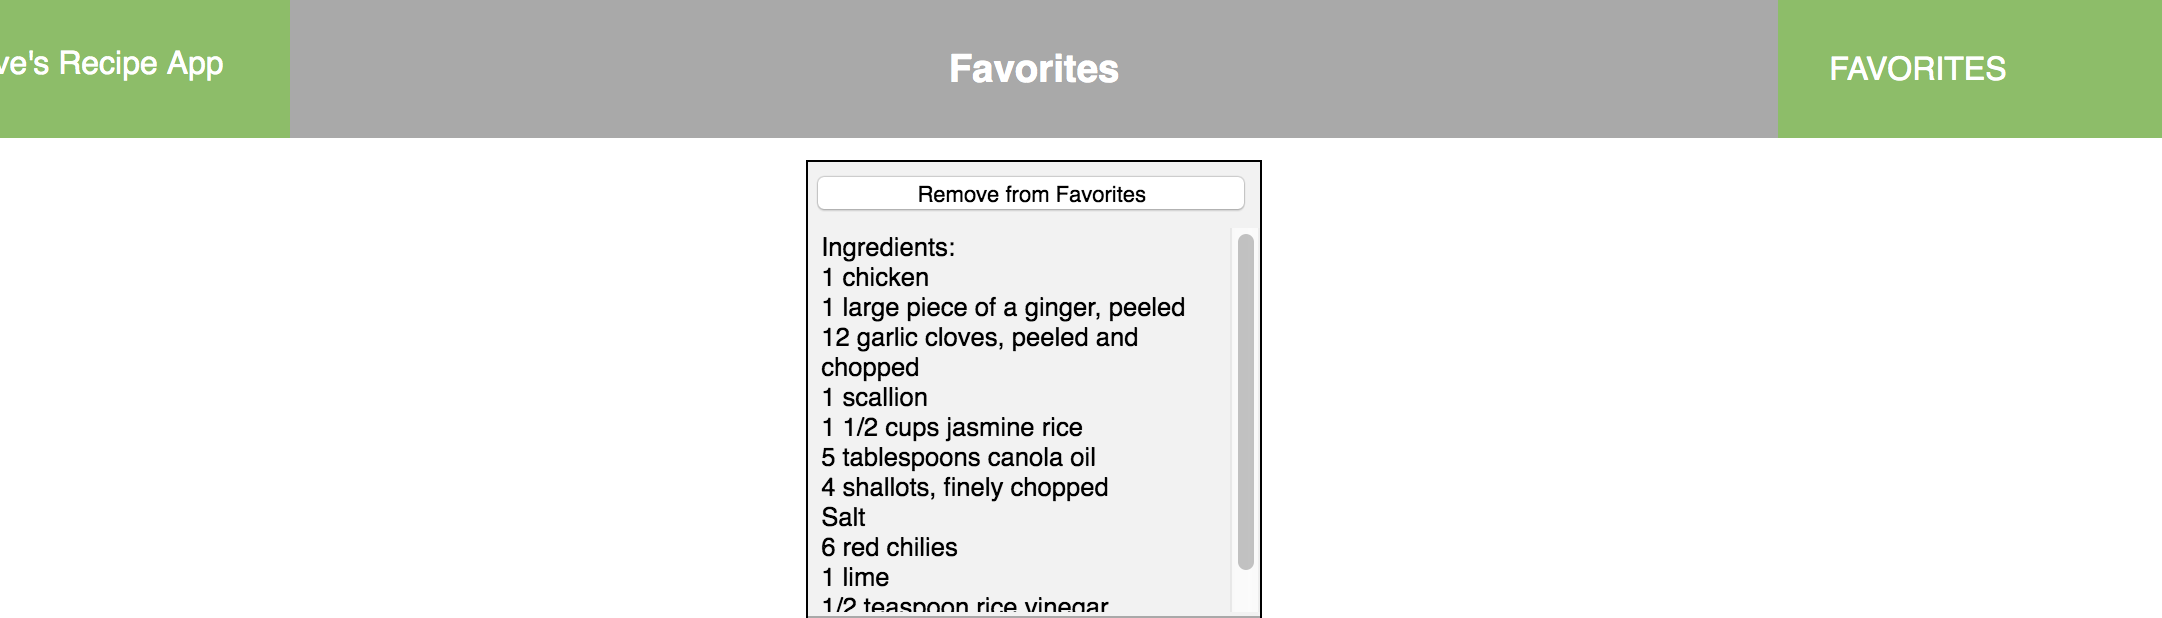 ve's Recipe App
Favorites
FAVORITES
Remove from Favorites
Ingredients:
1 chicken
1 large piece of a ginger, peeled
12 garlic cloves, peeled and
chopped
1 scallion
1 1/2 cups jasmine rice
5 tablespoons canola oil
4 shallots, finely chopped
Salt
6 red chilies
1 lime
1/2 teaspoon rice vinegar